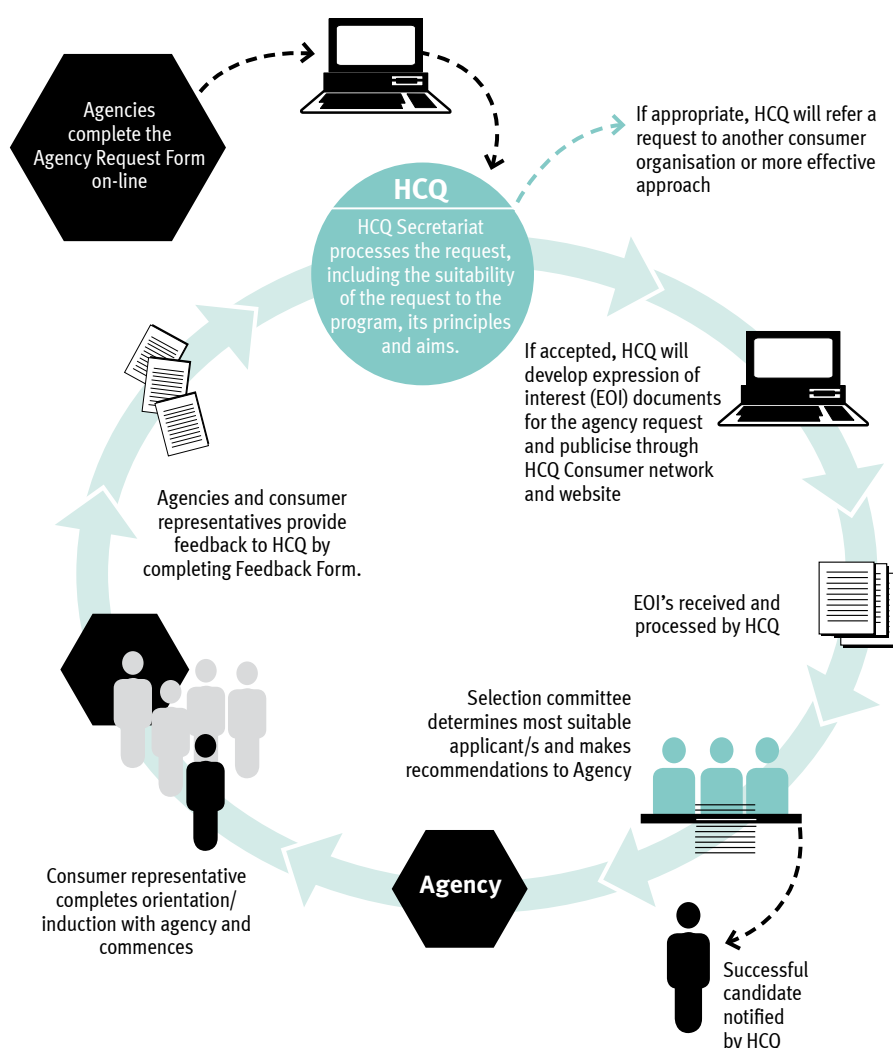 Agencies
complete the
Agency Request Form
on-line
If appropriate, HCQ will refer a
request to another consumer
organisation or more effective
approach
HCQ
HCQ Secretariat
processes the request,
including the suitability
of the request to the
program, its principles
and aims.
If accepted, HCQ will
develop expression of
interest (EOI) documents
for the agency request
and publicise through
HCQ Consumer network
and website
EOI’s received and
processed by HCQ
Selection committee
determines most suitable
applicant/s and makes
recommendations to Agency
Successful
candidate
notified
by HCQ
Agency
Consumer representative
completes orientation/
induction with agency and
commences
Agencies and consumer
representatives provide
feedback to HCQ by
completing Feedback Form.